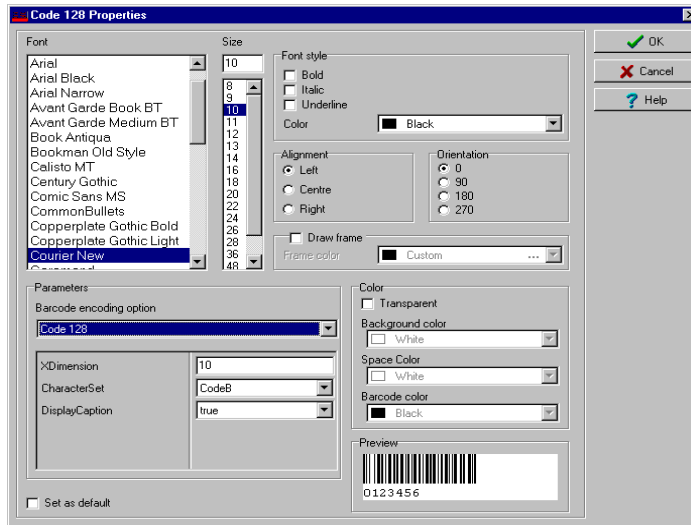 Code 128 Properties
Font
Arial
Arial Black
Arial Narrow
Avant Garde Book BT
Avant Garde Medium BT
Book Antiqua
Bookman Old Style
Calisto MT
Century Gothic
Comic Sans MS
CommonBullets
Copperplate Gothic Bold
Copperplate Gothic Light
Courier New
Size
10
8
9
10
11
12
13
14
16
18
20
22
24
26
28
36
48
Font style
Bold
Italic
Underline
Color
Black
Alignment
Left
Centre
Right
Orientation
0
90
180
270
Draw frame
Frame color
Custom ...
OK
Cancel
? Help
Parameters
Barcode encoding option
Code 128
XDimension 10
CharacterSet CodeB
DisplayCaption true
Color
Transparent
Background color
White
Space Color
White
Barcode color
Black
Preview
0123456
Set as default